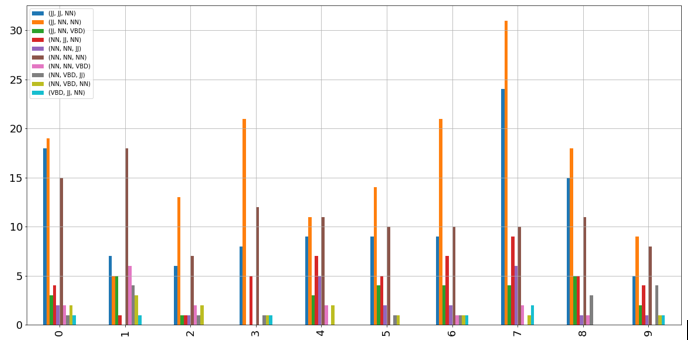 (JJ, JJ, NN)
(JJ, NN, NN)
(JJ, NN, VBD)
(NN, JJ, NN)
(NN, NN, JJ)
(NN, NN, NN)
(NN, NN, VBD)
(NN, VBD, JJ)
(NN, VBD, NN)
(VBD, JJ, NN)
30
25
20
15
10
5
0
0 1 2 3 4 5 6 7 8 9